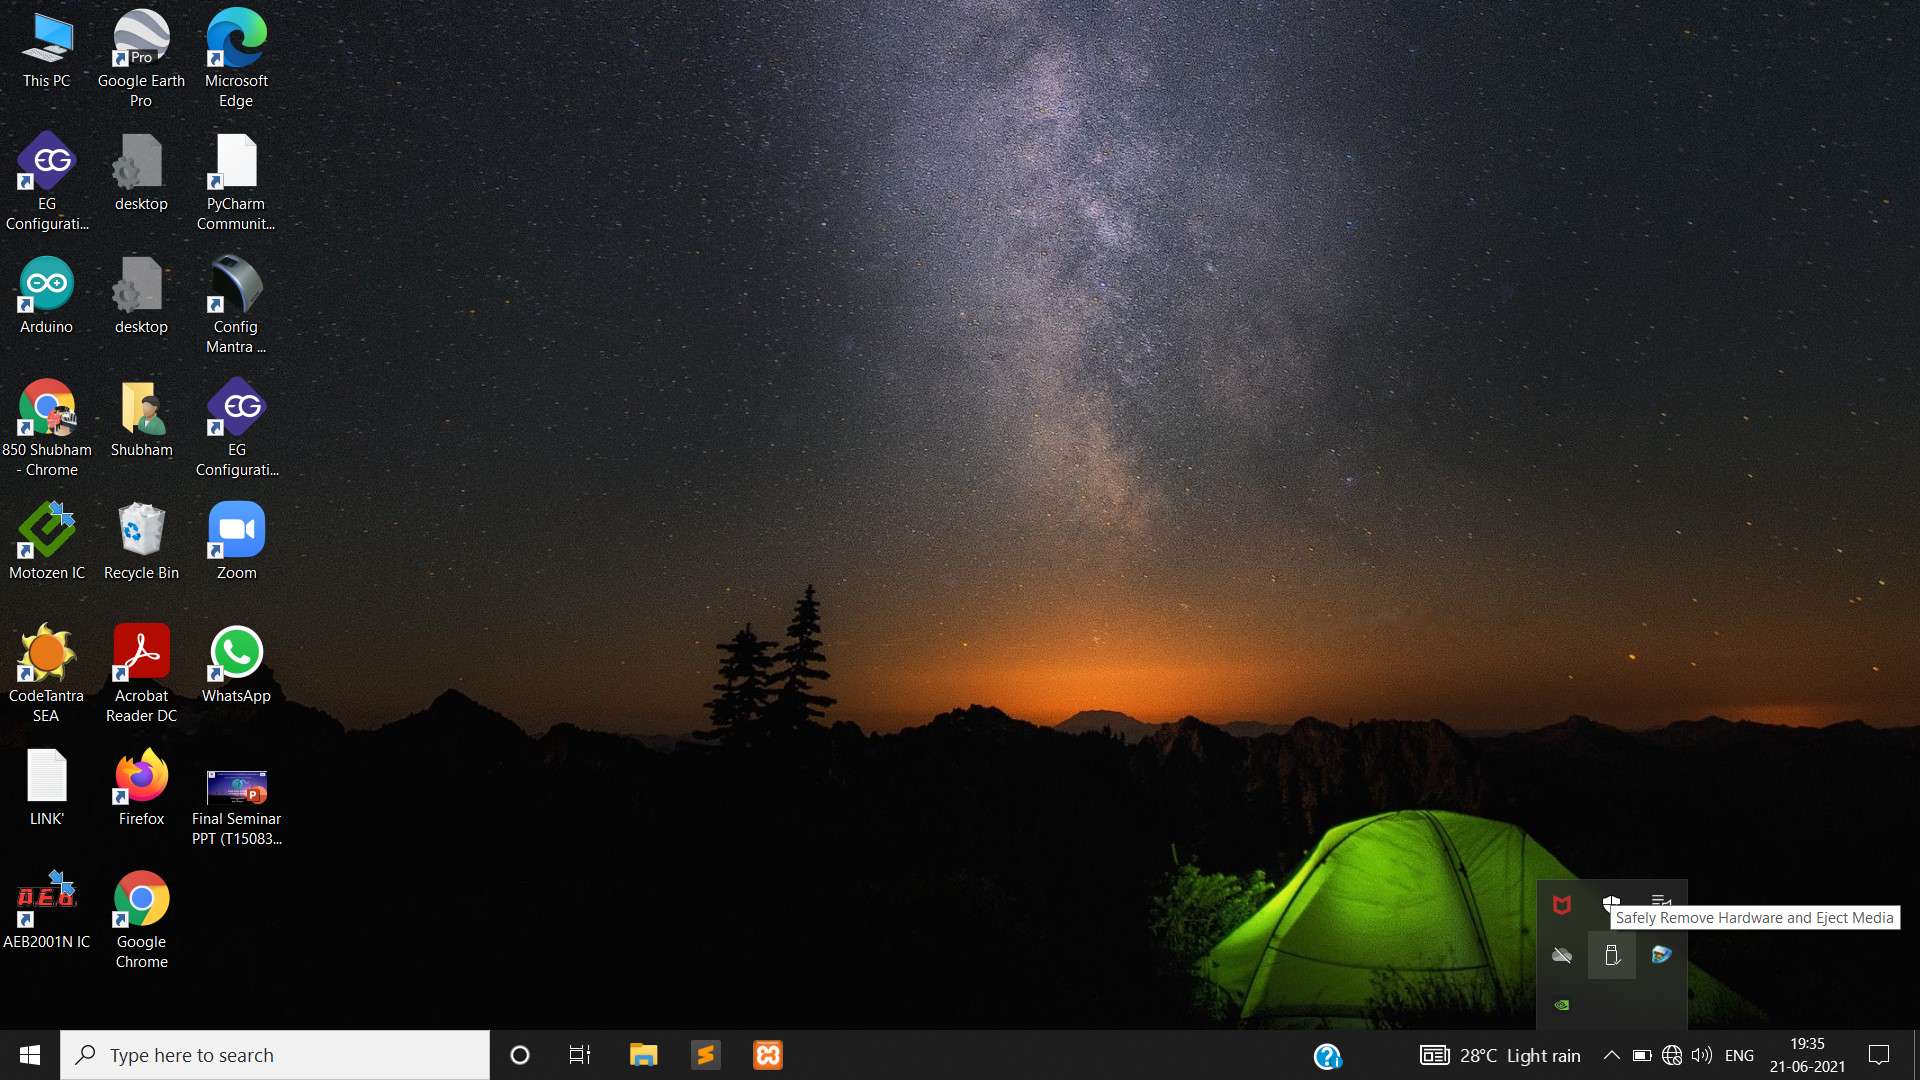 This PC
Pro
Google Earth
Pro
Microsoft
Edge
EG
EG
Configurati...
desktop
PyCharm
Communit...
Arduino
desktop
Config
Mantra ...
850 Shubham
- Chrome
Shubham
EG
EG
Configurati...
Motozen IC
Recycle Bin
Zoom
CodeTantra
SEA
Acrobat
Reader DC
WhatsApp
LINK'
Firefox
P
Final Seminar
PPT (T15083...
AEB2001N IC
Google
Chrome
Safely Remove Hardware and Eject Media
Type here to search
28°C Light rain
ENG
19:35
21-06-2021